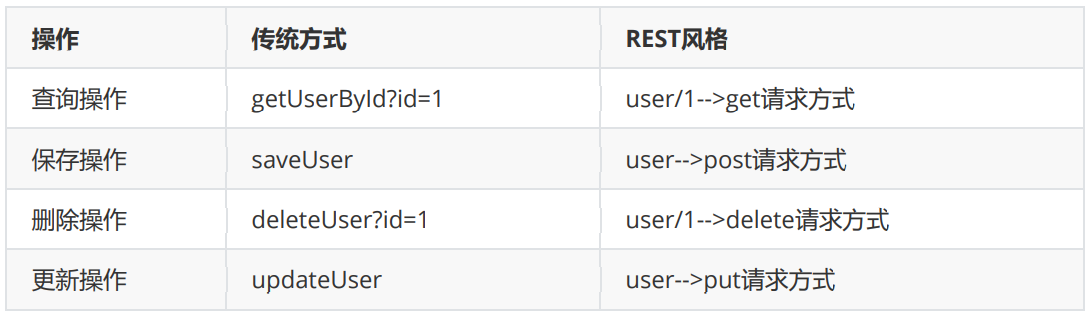 操作 传统方式 REST风格
查询操作 getUserById?id=1 user/1-->get请求方式
保存操作 saveUser user-->post请求方式
删除操作 deleteUser?id=1 user/1-->delete请求方式
更新操作 updateUser user-->put请求方式